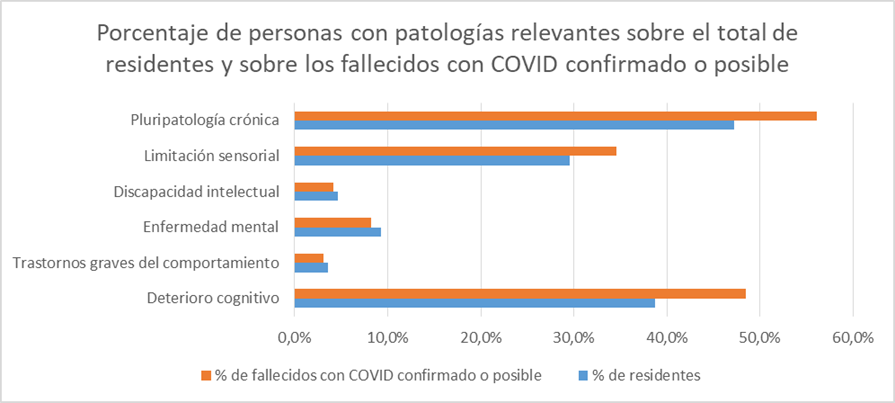 Porcentaje de personas con patologías relevantes sobre el total de
residentes y sobre los fallecidos con COVID confirmado o posible
Pluripatología crónica
Limitación sensorial
Discapacidad intelectual
Enfermedad mental
Trastornos graves del comportamiento
Deterioro cognitivo
0,0% 10,0% 20,0% 30,0% 40,0% 50,0% 60,0%
% de fallecidos con COVID confirmado o posible % de residentes